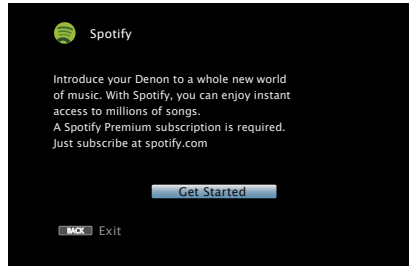 Spotify
Introduce your Denon to a whole new world
of music. With Spotify, you can enjoy instant
access to millions of songs.
A Spotify Premium subscription is required.
Just subscribe at spotify.com
Get Started
BACK Exit